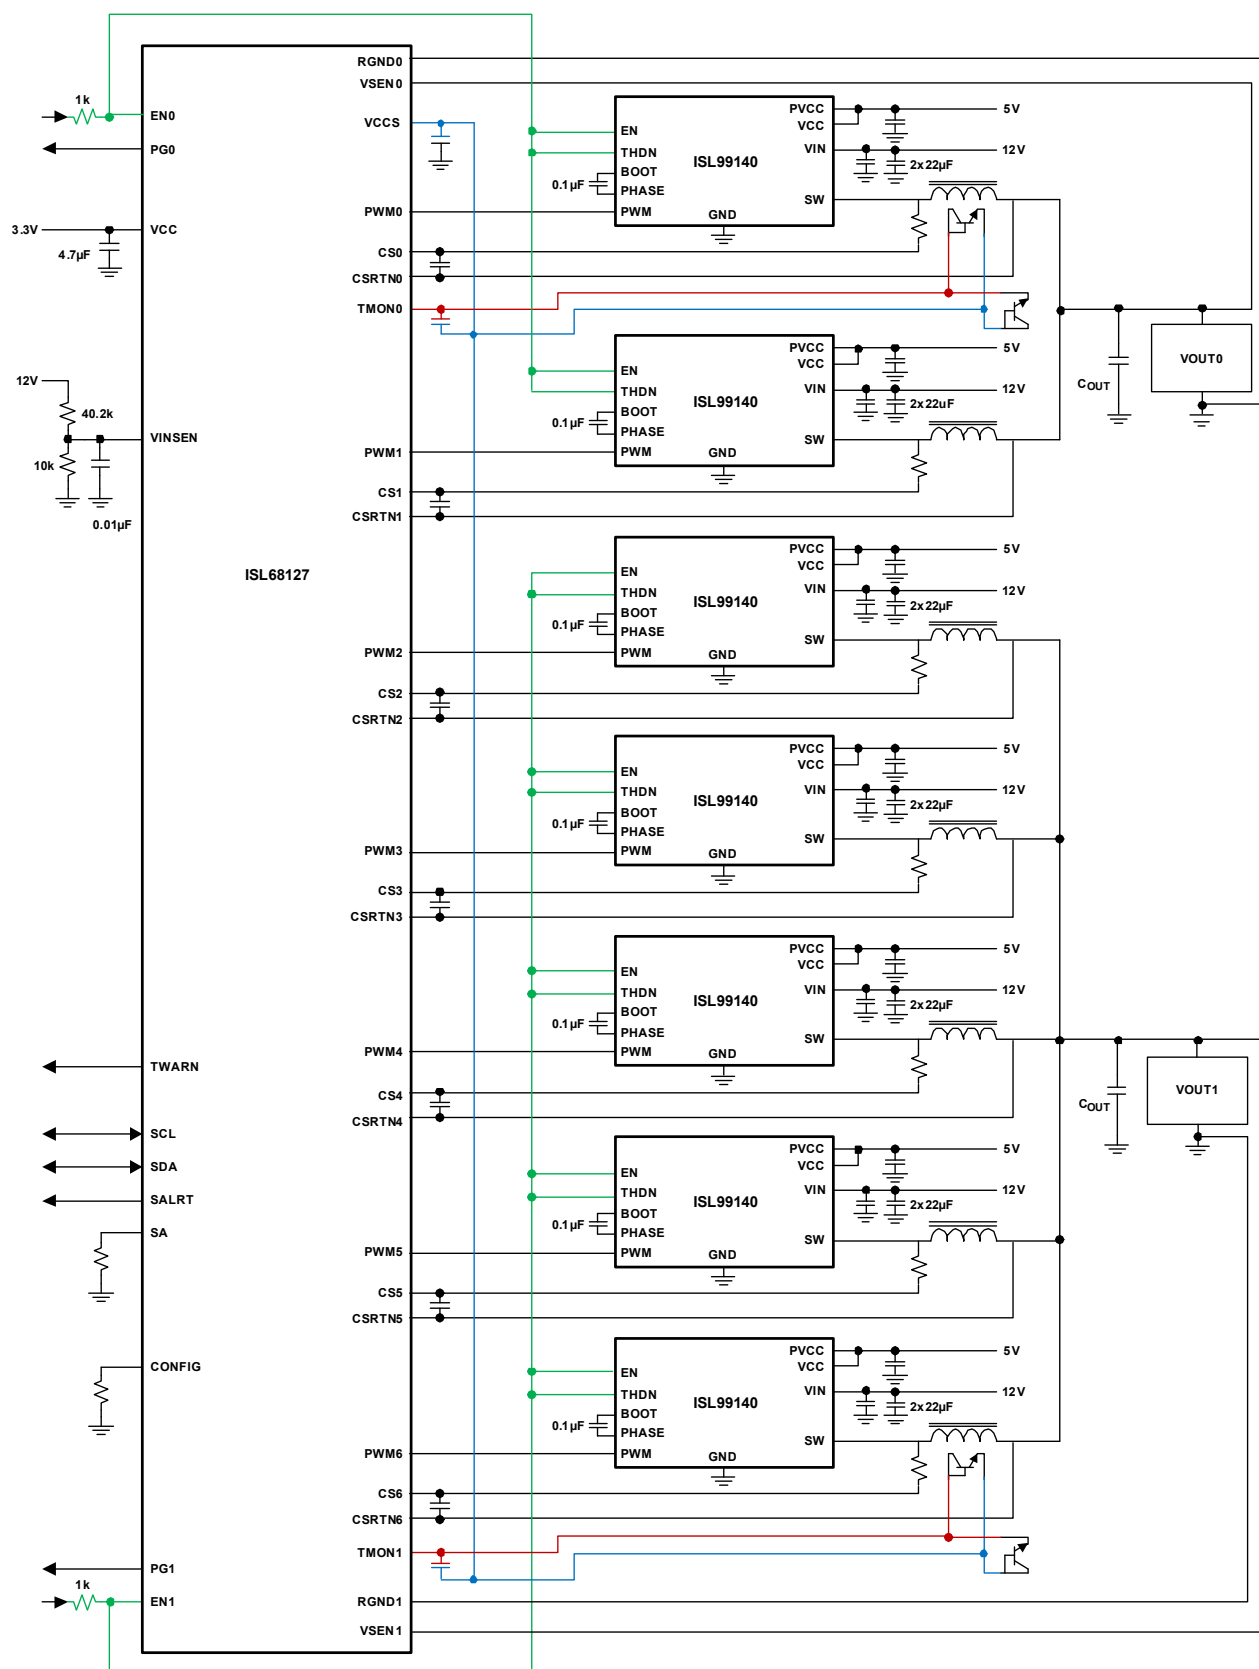 1k
EN0
PG0
3.3V
VCC
4.7µF
12V
40.2k
VINSEN
10k
0.01µF
ISL68127
TWARN
SCL
SDA
SALRT
SA
CONFIG
PG1
1k
EN1
RGND0
VSEN0
VCCS
PWM0
CS0
CSRTN0
TMON0
PWM1
CS1
CSRTN1
PWM2
CS2
CSRTN2
PWM3
CS3
CSRTN3
PWM4
CS4
CSRTN4
PWM5
CS5
CSRTN5
PWM6
CS6
CSRTN6
TMON1
RGND1
VSEN1
EN
THDN
BOOT
PHASE
PWM
0.1µF
ISL99140
GND
PVCC
VCC
VIN
SW
5V
12V
2x22µF
EN
THDN
BOOT
PHASE
PWM
0.1µF
ISL99140
GND
PVCC
VCC
VIN
SW
5V
12V
2x22uF
COUT
VOUT0
EN
THDN
BOOT
PHASE
PWM
0.1µF
ISL99140
GND
PVCC
VCC
VIN
SW
5V
12V
2x22µF
EN
THDN
BOOT
PHASE
PWM
0.1µF
ISL99140
GND
PVCC
VCC
VIN
SW
5V
12V
2x22µF
EN
THDN
BOOT
PHASE
PWM
0.1µF
ISL99140
GND
PVCC
VCC
VIN
SW
5V
12V
2x22µF
COUT
VOUT1
EN
THDN
BOOT
PHASE
PWM
0.1µF
ISL99140
GND
PVCC
VCC
VIN
SW
5V
12V
2x22µF
EN
THDN
BOOT
PHASE
PWM
0.1µF
ISL99140
GND
PVCC
VCC
VIN
SW
5V
12V
2x22µF